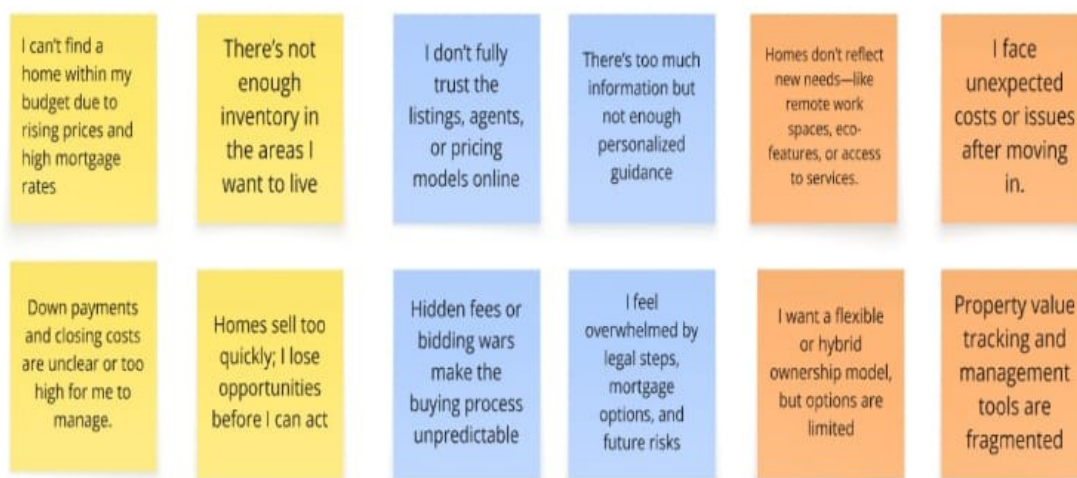 I can't find a
home within my
budget due to
rising prices and
high mortgage
rates
There's not
enough
inventory in
the areas I
want to live
I don't fully
trust the
listings, agents,
or pricing
models online
There's too much
information but
not enough
personalized
guidance
Homes don't reflect
new needs—like
remote work
spaces, eco-
features, or access
to services.
I face
unexpected
costs or issues
after moving
in.
Down payments
and closing costs
are unclear or too
high for me to
manage.
Homes sell too
quickly; I lose
opportunities
before I can act
Hidden fees or
bidding wars
make the
buying process
unpredictable
I feel
overwhelmed by
legal steps,
mortgage
options, and
future risks
I want a flexible
or hybrid
ownership model,
but options are
limited
Property value
tracking and
management
tools are
fragmented